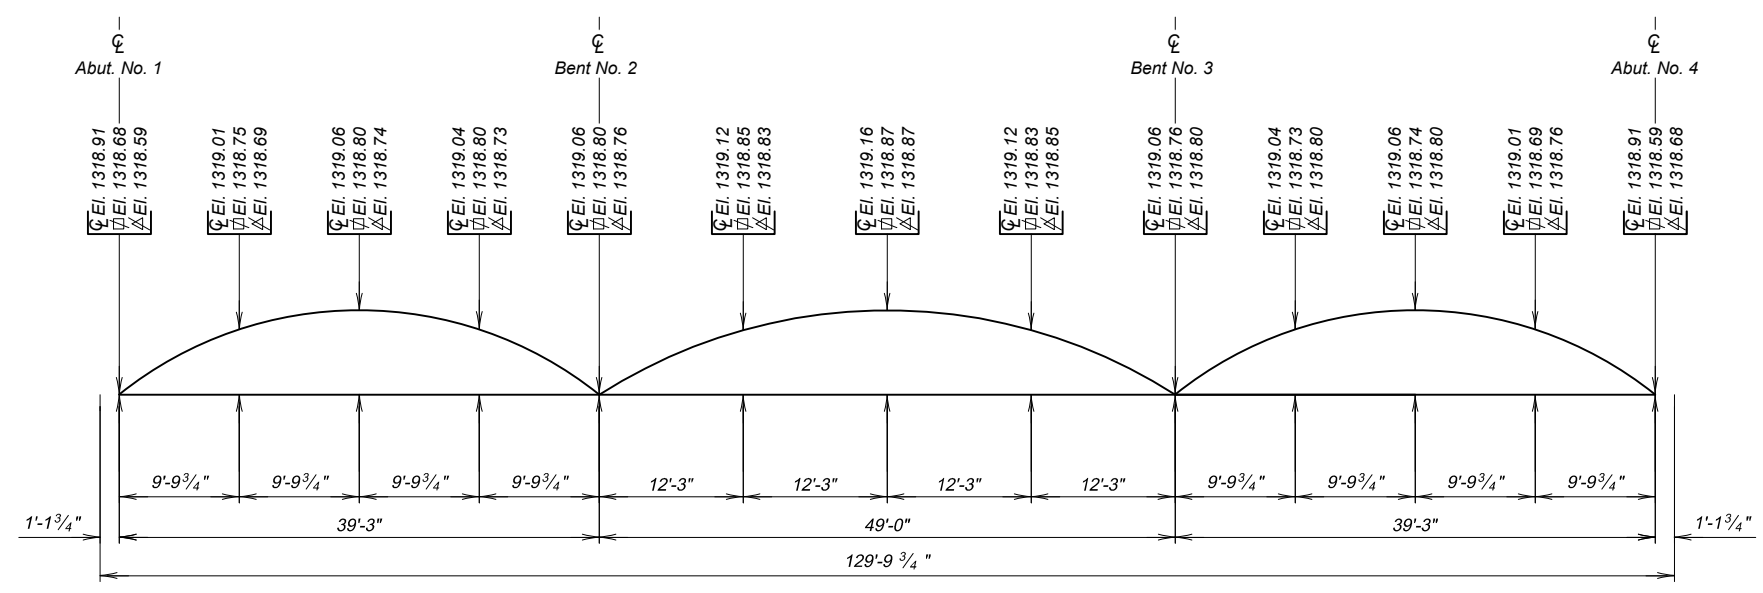 ℄ ℄ ℄ ℄
Abut. No. 1 Bent No. 2 Bent No. 3 Abut. No. 4
℄ El. 1318.91
El. 1318.68
El. 1318.59
℄ El. 1319.01
El. 1318.75
El. 1318.69
℄ El. 1319.06
El. 1318.80
El. 1318.74
℄ El. 1319.04
El. 1318.80
El. 1318.73
℄ El. 1319.06
El. 1318.80
El. 1318.76
℄ El. 1319.12
El. 1318.85
El. 1318.83
℄ El. 1319.16
El. 1318.87
El. 1318.87
℄ El. 1319.12
El. 1318.83
El. 1318.85
℄ El. 1319.06
El. 1318.76
El. 1318.80
℄ El. 1319.04
El. 1318.73
El. 1318.80
℄ El. 1319.06
El. 1318.74
El. 1318.80
℄ El. 1319.01
El. 1318.69
El. 1318.76
℄ El. 1318.91
El. 1318.59
El. 1318.68
9'-9¾" 9'-9¾" 9'-9¾" 9'-9¾" 12'-3" 12'-3" 12'-3" 12'-3" 9'-9¾" 9'-9¾" 9'-9¾" 9'-9¾"
1'-1¾" 39'-3" 49'-0" 39'-3" 1'-1¾"
129'-9 ¾ "